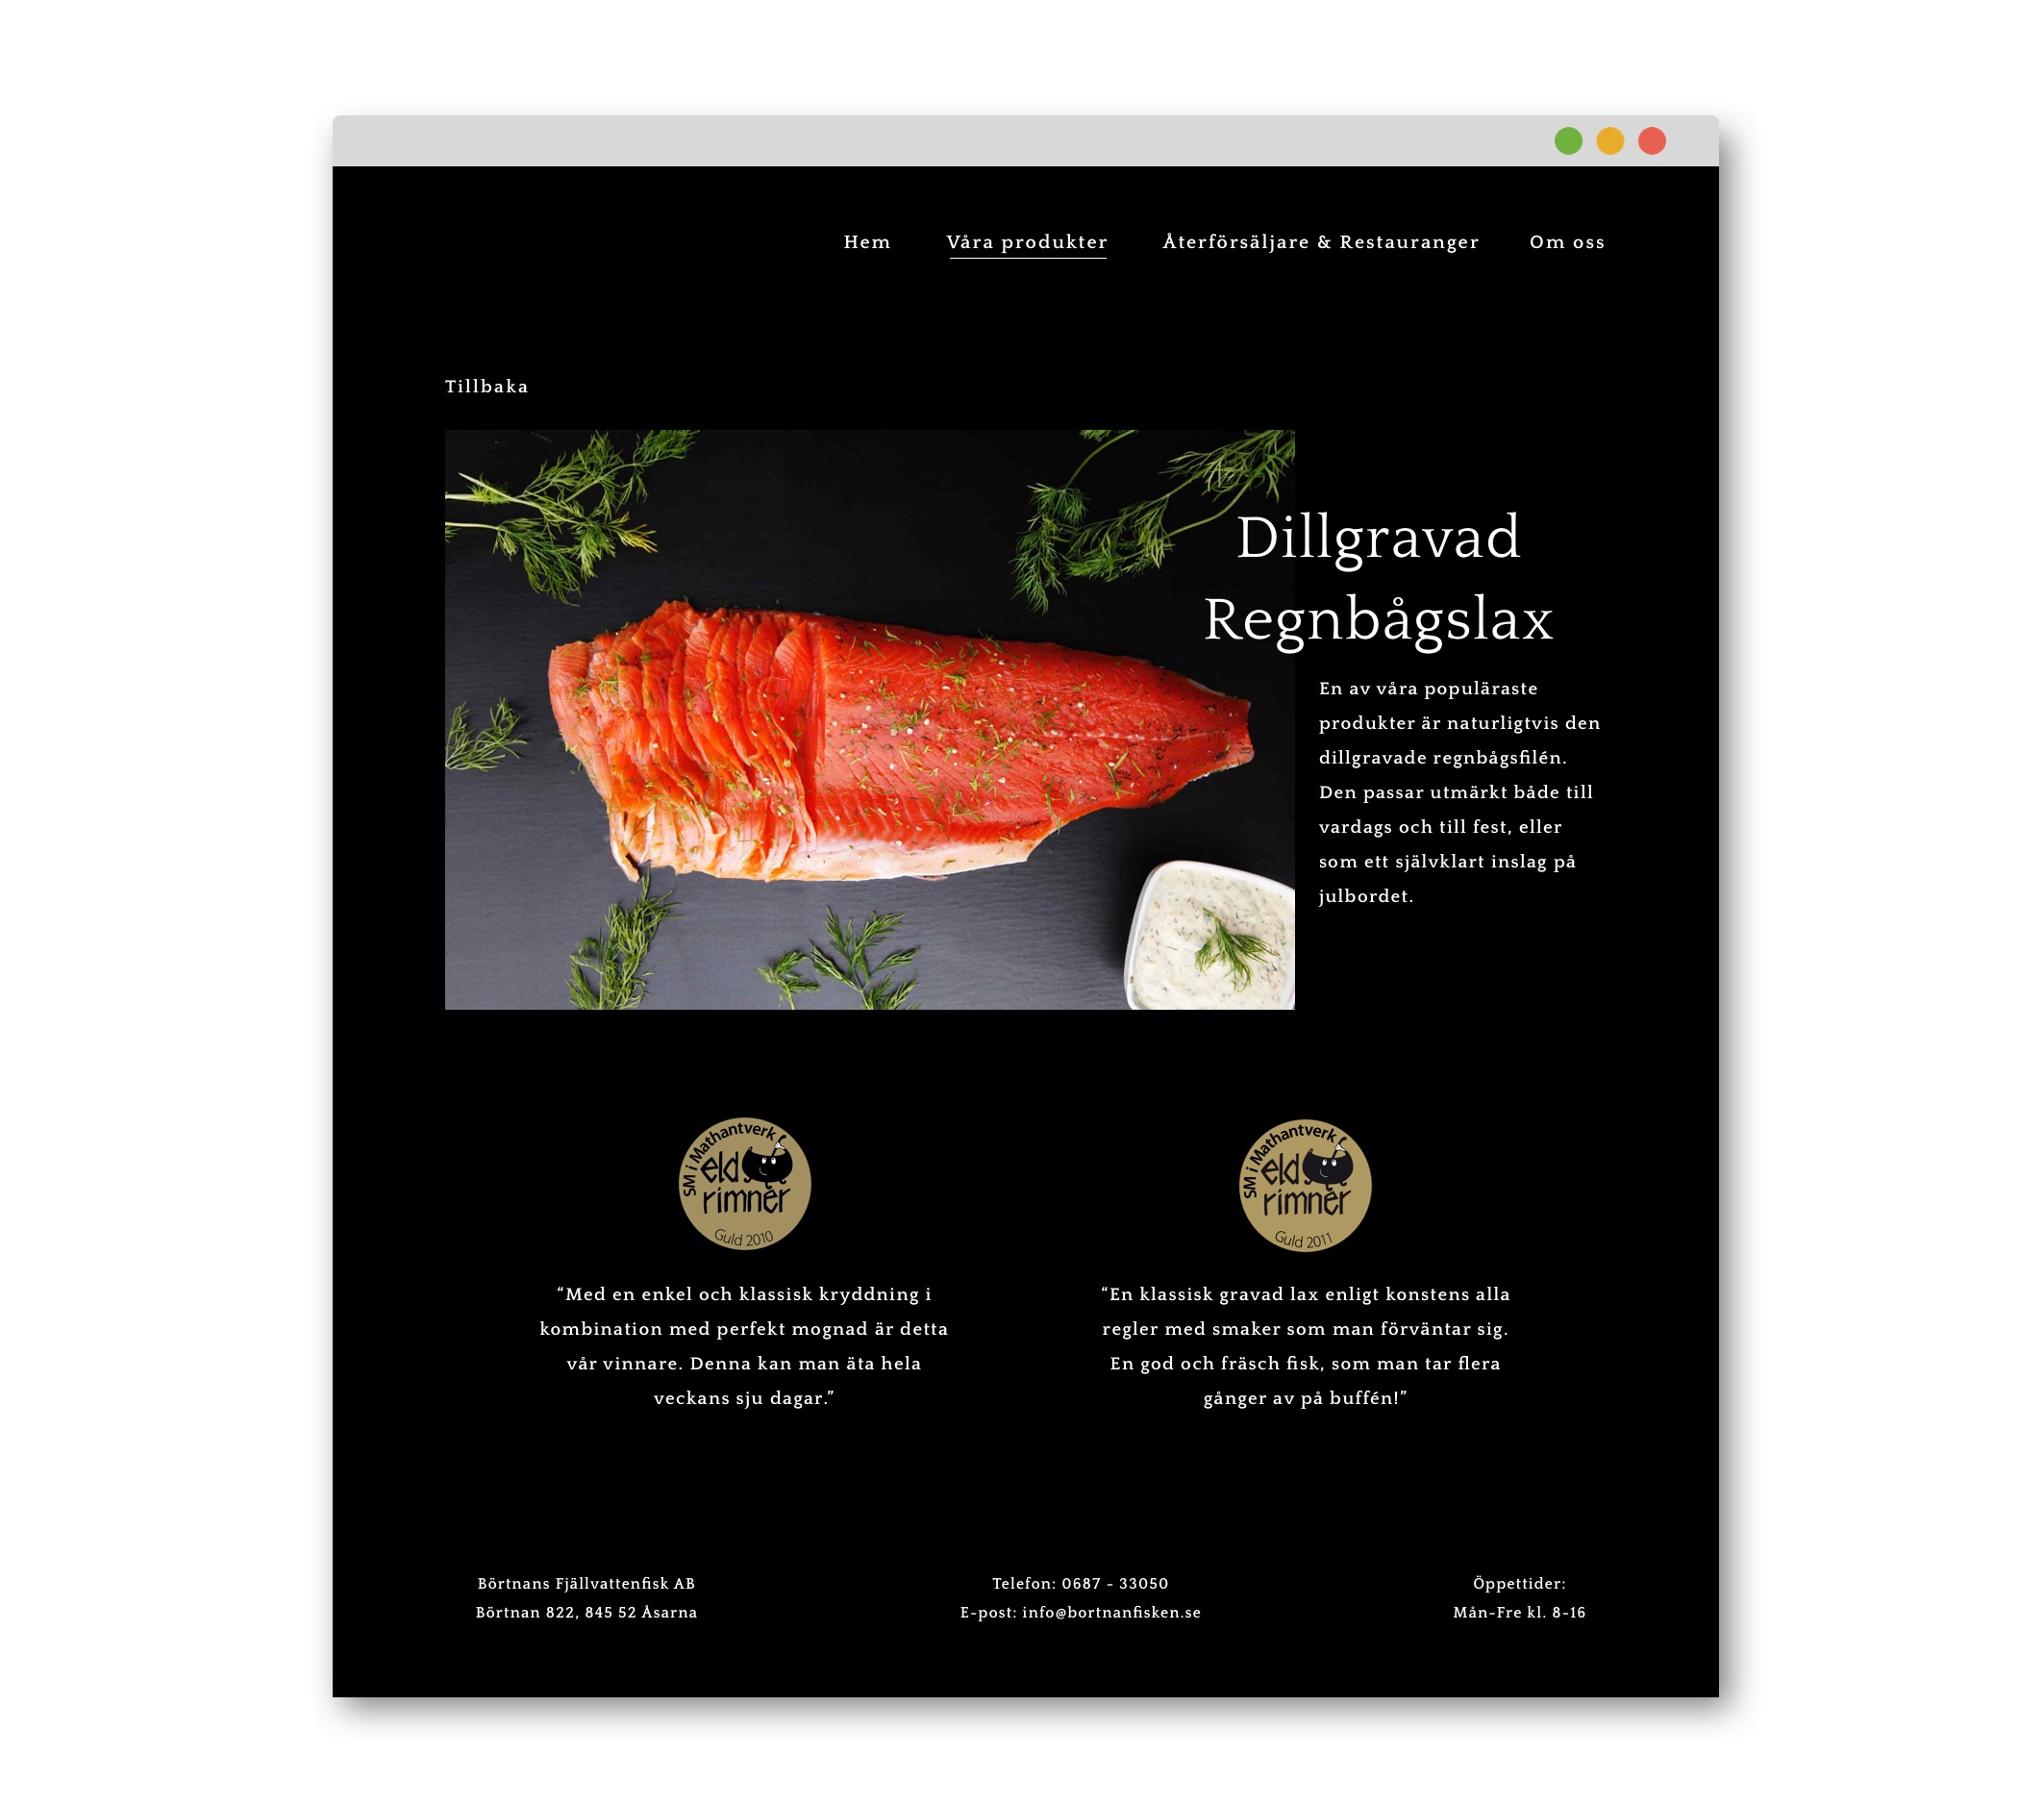 Hem Våra produkter Återförsäljare & Restauranger Om oss
Tillbaka
Dillgravad
Regnbågslax
En av våra populäraste
produkter är naturligtvis den
dillgravade regnbågsfilén.
Den passar utmärkt både till
vardags och till fest, eller
som ett självklart inslag på
julbordet.
SM i Mathantverk
eld
rimner
Guld 2010
“Med en enkel och klassisk kryddning i
kombination med perfekt mognad är detta
vår vinnare. Denna kan man äta hela
veckans sju dagar.”
SM i Mathantverk
eld
rimner
Guld 2011
“En klassisk gravad lax enligt konstens alla
regler med smaker som man förväntar sig.
En god och fräsch fisk, som man tar flera
gånger av på buffén!”
Börtnans Fjällvattenfisk AB
Börtnan 822, 845 52 Åsarna
Telefon: 0687 - 33050
E-post: info@bortnanfisken.se
Öppettider:
Mån-Fre kl. 8-16